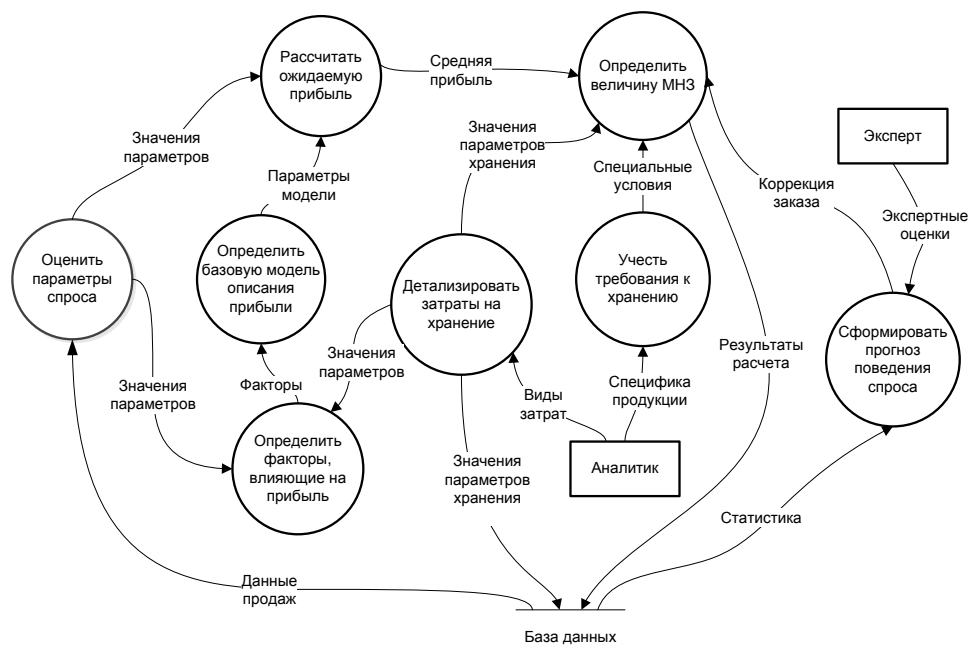 Рассчитать
ожидаемую
прибыль
Средняя
прибыль
Определить
величину МНЗ
Эксперт
Значения
параметров
Значения
параметров
хранения
Специальные
условия
Коррекция
заказа
Экспертные
оценки
Параметры
модели
Оценить
параметры
спроса
Определить
базовую модель
описания
прибыли
Детализировать
затраты на
хранение
Учесть
требования к
хранению
Сформировать
прогноз
поведения
спроса
Результаты
расчета
Значения
параметров
Факторы
Значения
параметров
Виды
затрат
Специфика
продукции
Определить
факторы,
влияющие на
прибыль
Аналитик
Значения
параметров
хранения
Статистика
Данные
продаж
База данных